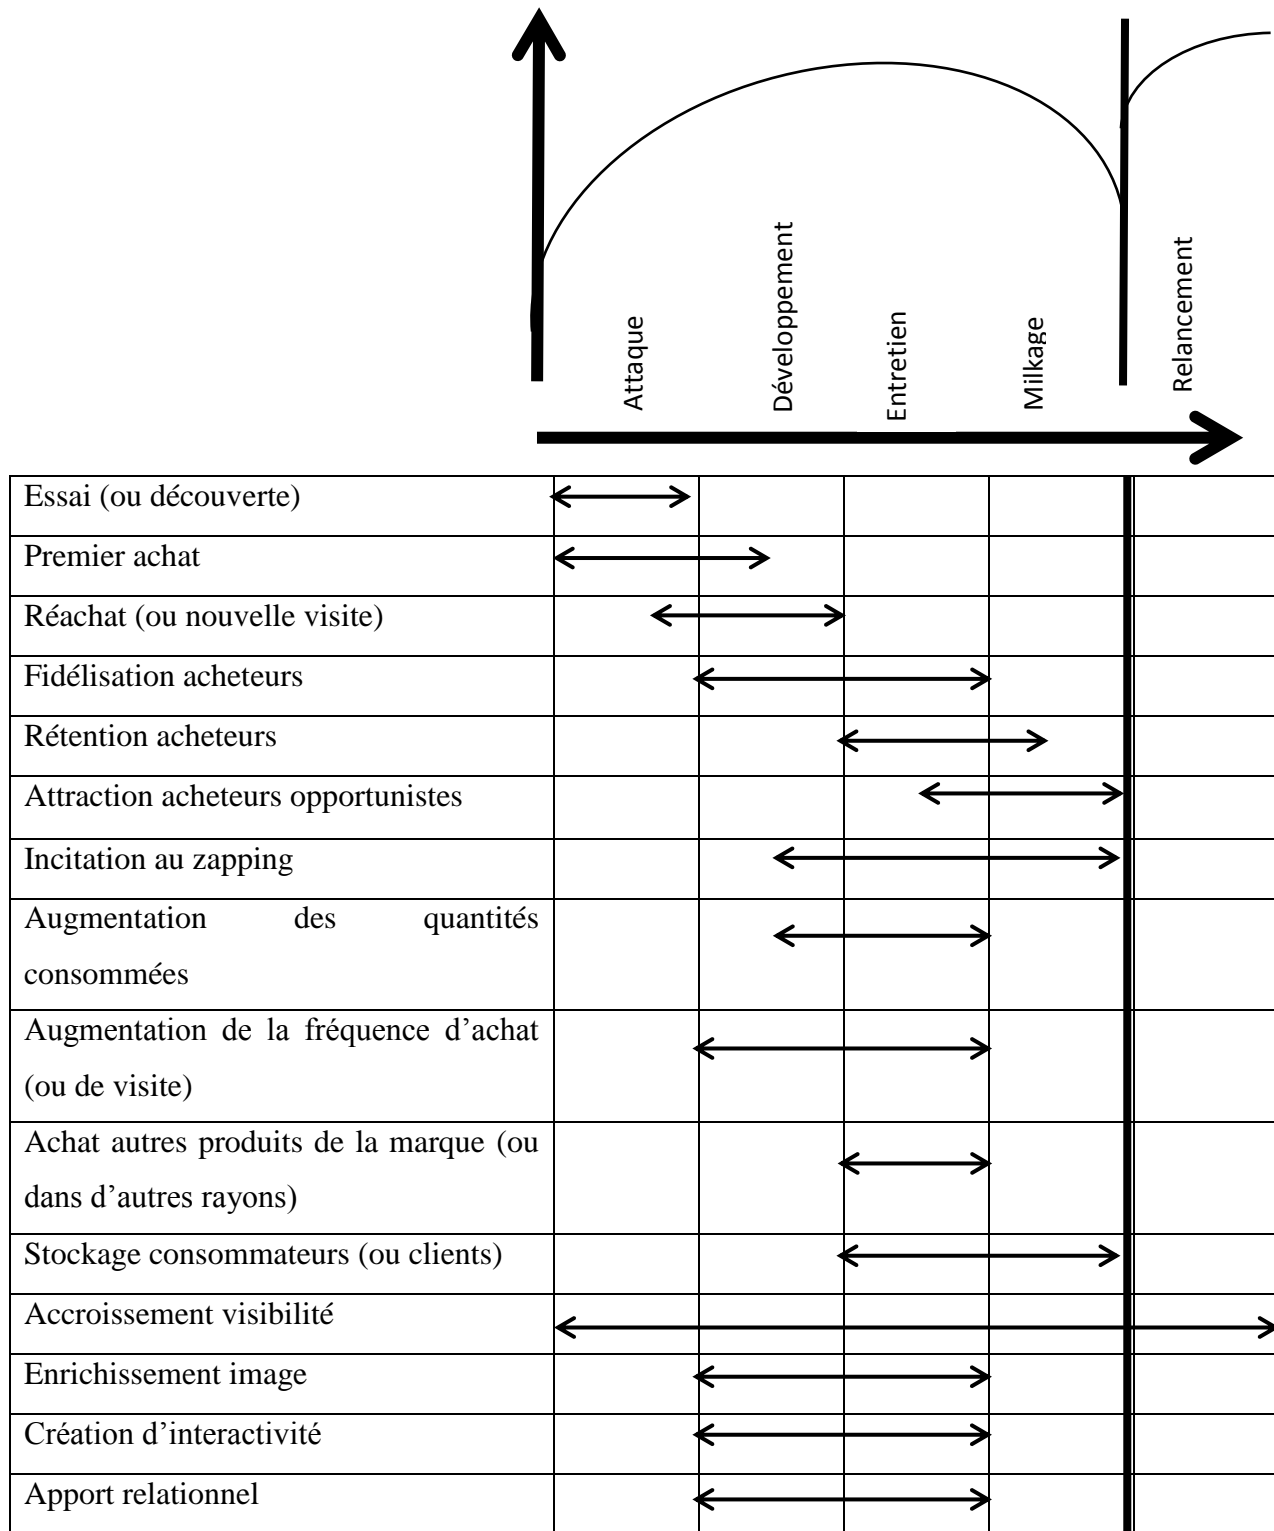 Attaque
Développement
Entretien
Milkage
Relancement
Essai (ou découverte)
Premier achat
Réachat (ou nouvelle visite)
Fidélisation acheteurs
Rétention acheteurs
Attraction acheteurs opportunistes
Incitation au zapping
Augmentation des quantités
consommées
Augmentation de la fréquence d’achat
(ou de visite)
Achat autres produits de la marque (ou
dans d’autres rayons)
Stockage consommateurs (ou clients)
Accroissement visibilité
Enrichissement image
Création d’interactivité
Apport relationnel